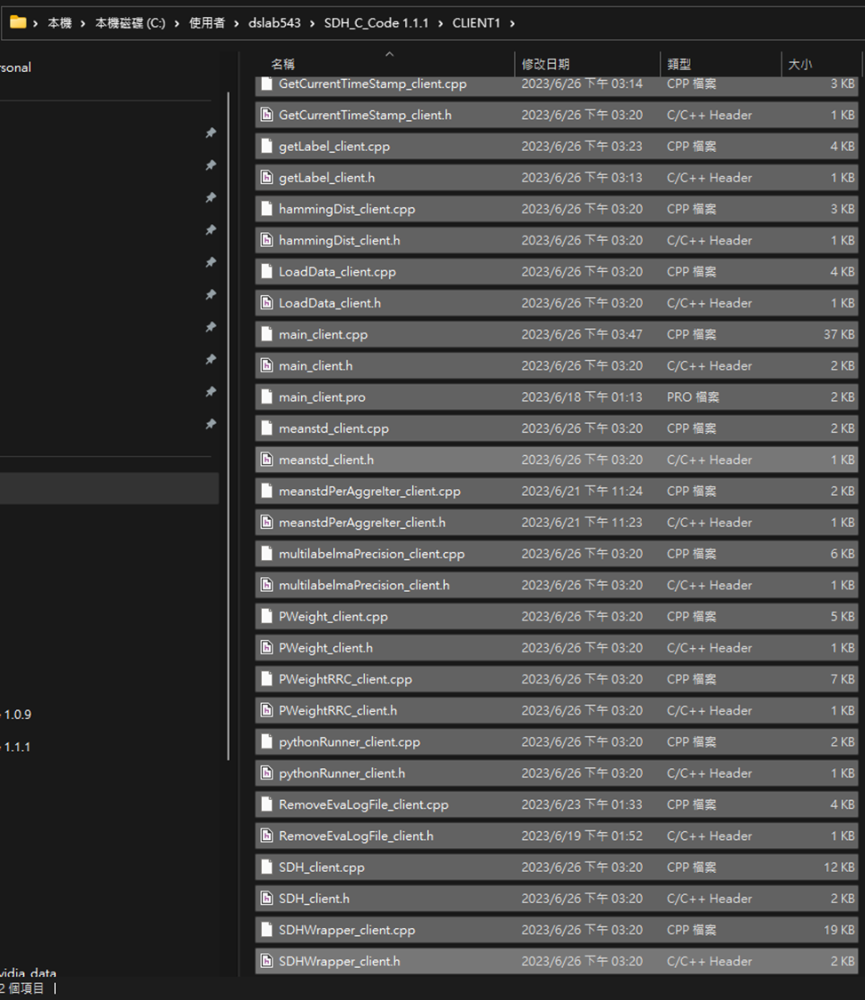 本機 › 本機磁碟 (C:) › 使用者 › dslab543 › SDH_C_Code 1.1.1 › CLIENT1 ›
名稱 修改日期 類型 大小
GetCurrentTimeStamp_client.cpp 2023/6/26 下午 03:14 CPP 檔案 3 KB
GetCurrentTimeStamp_client.h 2023/6/26 下午 03:20 C/C++ Header 1 KB
getLabel_client.cpp 2023/6/26 下午 03:23 CPP 檔案 4 KB
getLabel_client.h 2023/6/26 下午 03:13 C/C++ Header 1 KB
hammingDist_client.cpp 2023/6/26 下午 03:20 CPP 檔案 3 KB
hammingDist_client.h 2023/6/26 下午 03:20 C/C++ Header 1 KB
LoadData_client.cpp 2023/6/26 下午 03:20 CPP 檔案 4 KB
LoadData_client.h 2023/6/26 下午 03:20 C/C++ Header 1 KB
main_client.cpp 2023/6/26 下午 03:47 CPP 檔案 37 KB
main_client.h 2023/6/26 下午 03:20 C/C++ Header 2 KB
main_client.pro 2023/6/18 下午 01:13 PRO 檔案 2 KB
meanstd_client.cpp 2023/6/26 下午 03:20 CPP 檔案 2 KB
meanstd_client.h 2023/6/26 下午 03:20 C/C++ Header 1 KB
meanstdPerAggreIter_client.cpp 2023/6/21 下午 11:24 CPP 檔案 2 KB
meanstdPerAggreIter_client.h 2023/6/21 下午 11:23 C/C++ Header 1 KB
multilabelmaPrecision_client.cpp 2023/6/26 下午 03:20 CPP 檔案 6 KB
multilabelmaPrecision_client.h 2023/6/26 下午 03:20 C/C++ Header 1 KB
PWeight_client.cpp 2023/6/26 下午 03:20 CPP 檔案 5 KB
PWeight_client.h 2023/6/26 下午 03:20 C/C++ Header 1 KB
PWeightRRC_client.cpp 2023/6/26 下午 03:20 CPP 檔案 7 KB
PWeightRRC_client.h 2023/6/26 下午 03:20 C/C++ Header 1 KB
pythonRunner_client.cpp 2023/6/26 下午 03:20 CPP 檔案 2 KB
pythonRunner_client.h 2023/6/26 下午 03:20 C/C++ Header 1 KB
RemoveEvaLogFile_client.cpp 2023/6/23 下午 01:33 CPP 檔案 4 KB
RemoveEvaLogFile_client.h 2023/6/19 下午 01:52 C/C++ Header 1 KB
SDH_client.cpp 2023/6/26 下午 03:20 CPP 檔案 12 KB
SDH_client.h 2023/6/26 下午 03:20 C/C++ Header 2 KB
SDHWrapper_client.cpp 2023/6/26 下午 03:20 CPP 檔案 19 KB
SDHWrapper_client.h 2023/6/26 下午 03:20 C/C++ Header 2 KB
rsonal
1.0.9
1.1.1
vidia_data
2 個項目